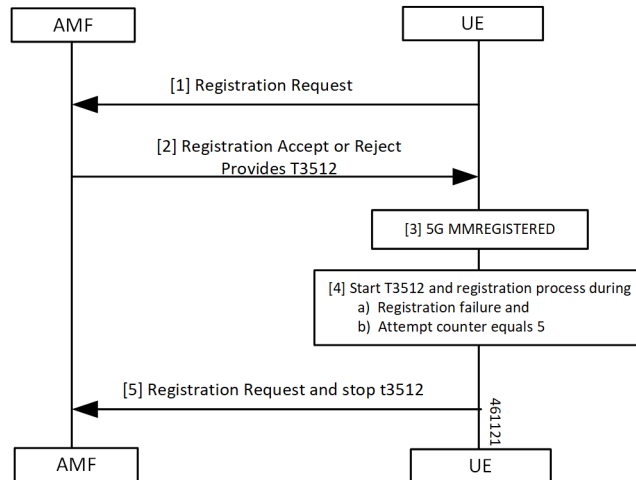 AMF
UE
[1] Registration Request
[2] Registration Accept or Reject
Provides T3512
[3] 5G MMREGISTERED
[4] Start T3512 and registration process during
a) Registration failure and
b) Attempt counter equals 5
[5] Registration Request and stop t3512
461121
AMF
UE